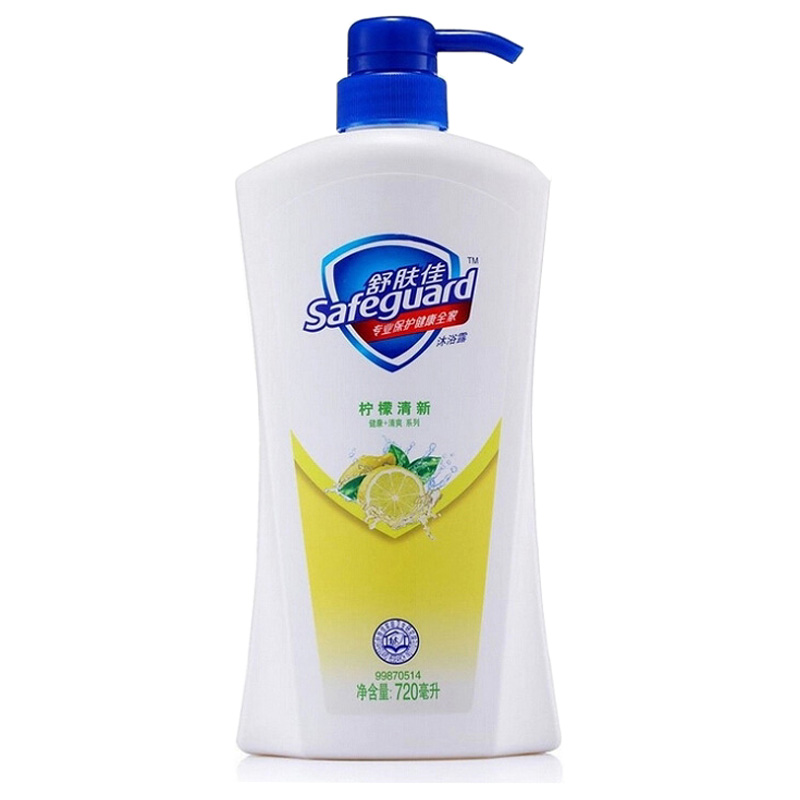 舒肤佳
TM
Safeguard
专业保护健康全家
沐浴露
柠檬清新
健康+清爽 系列
99870514
净含量:720毫升